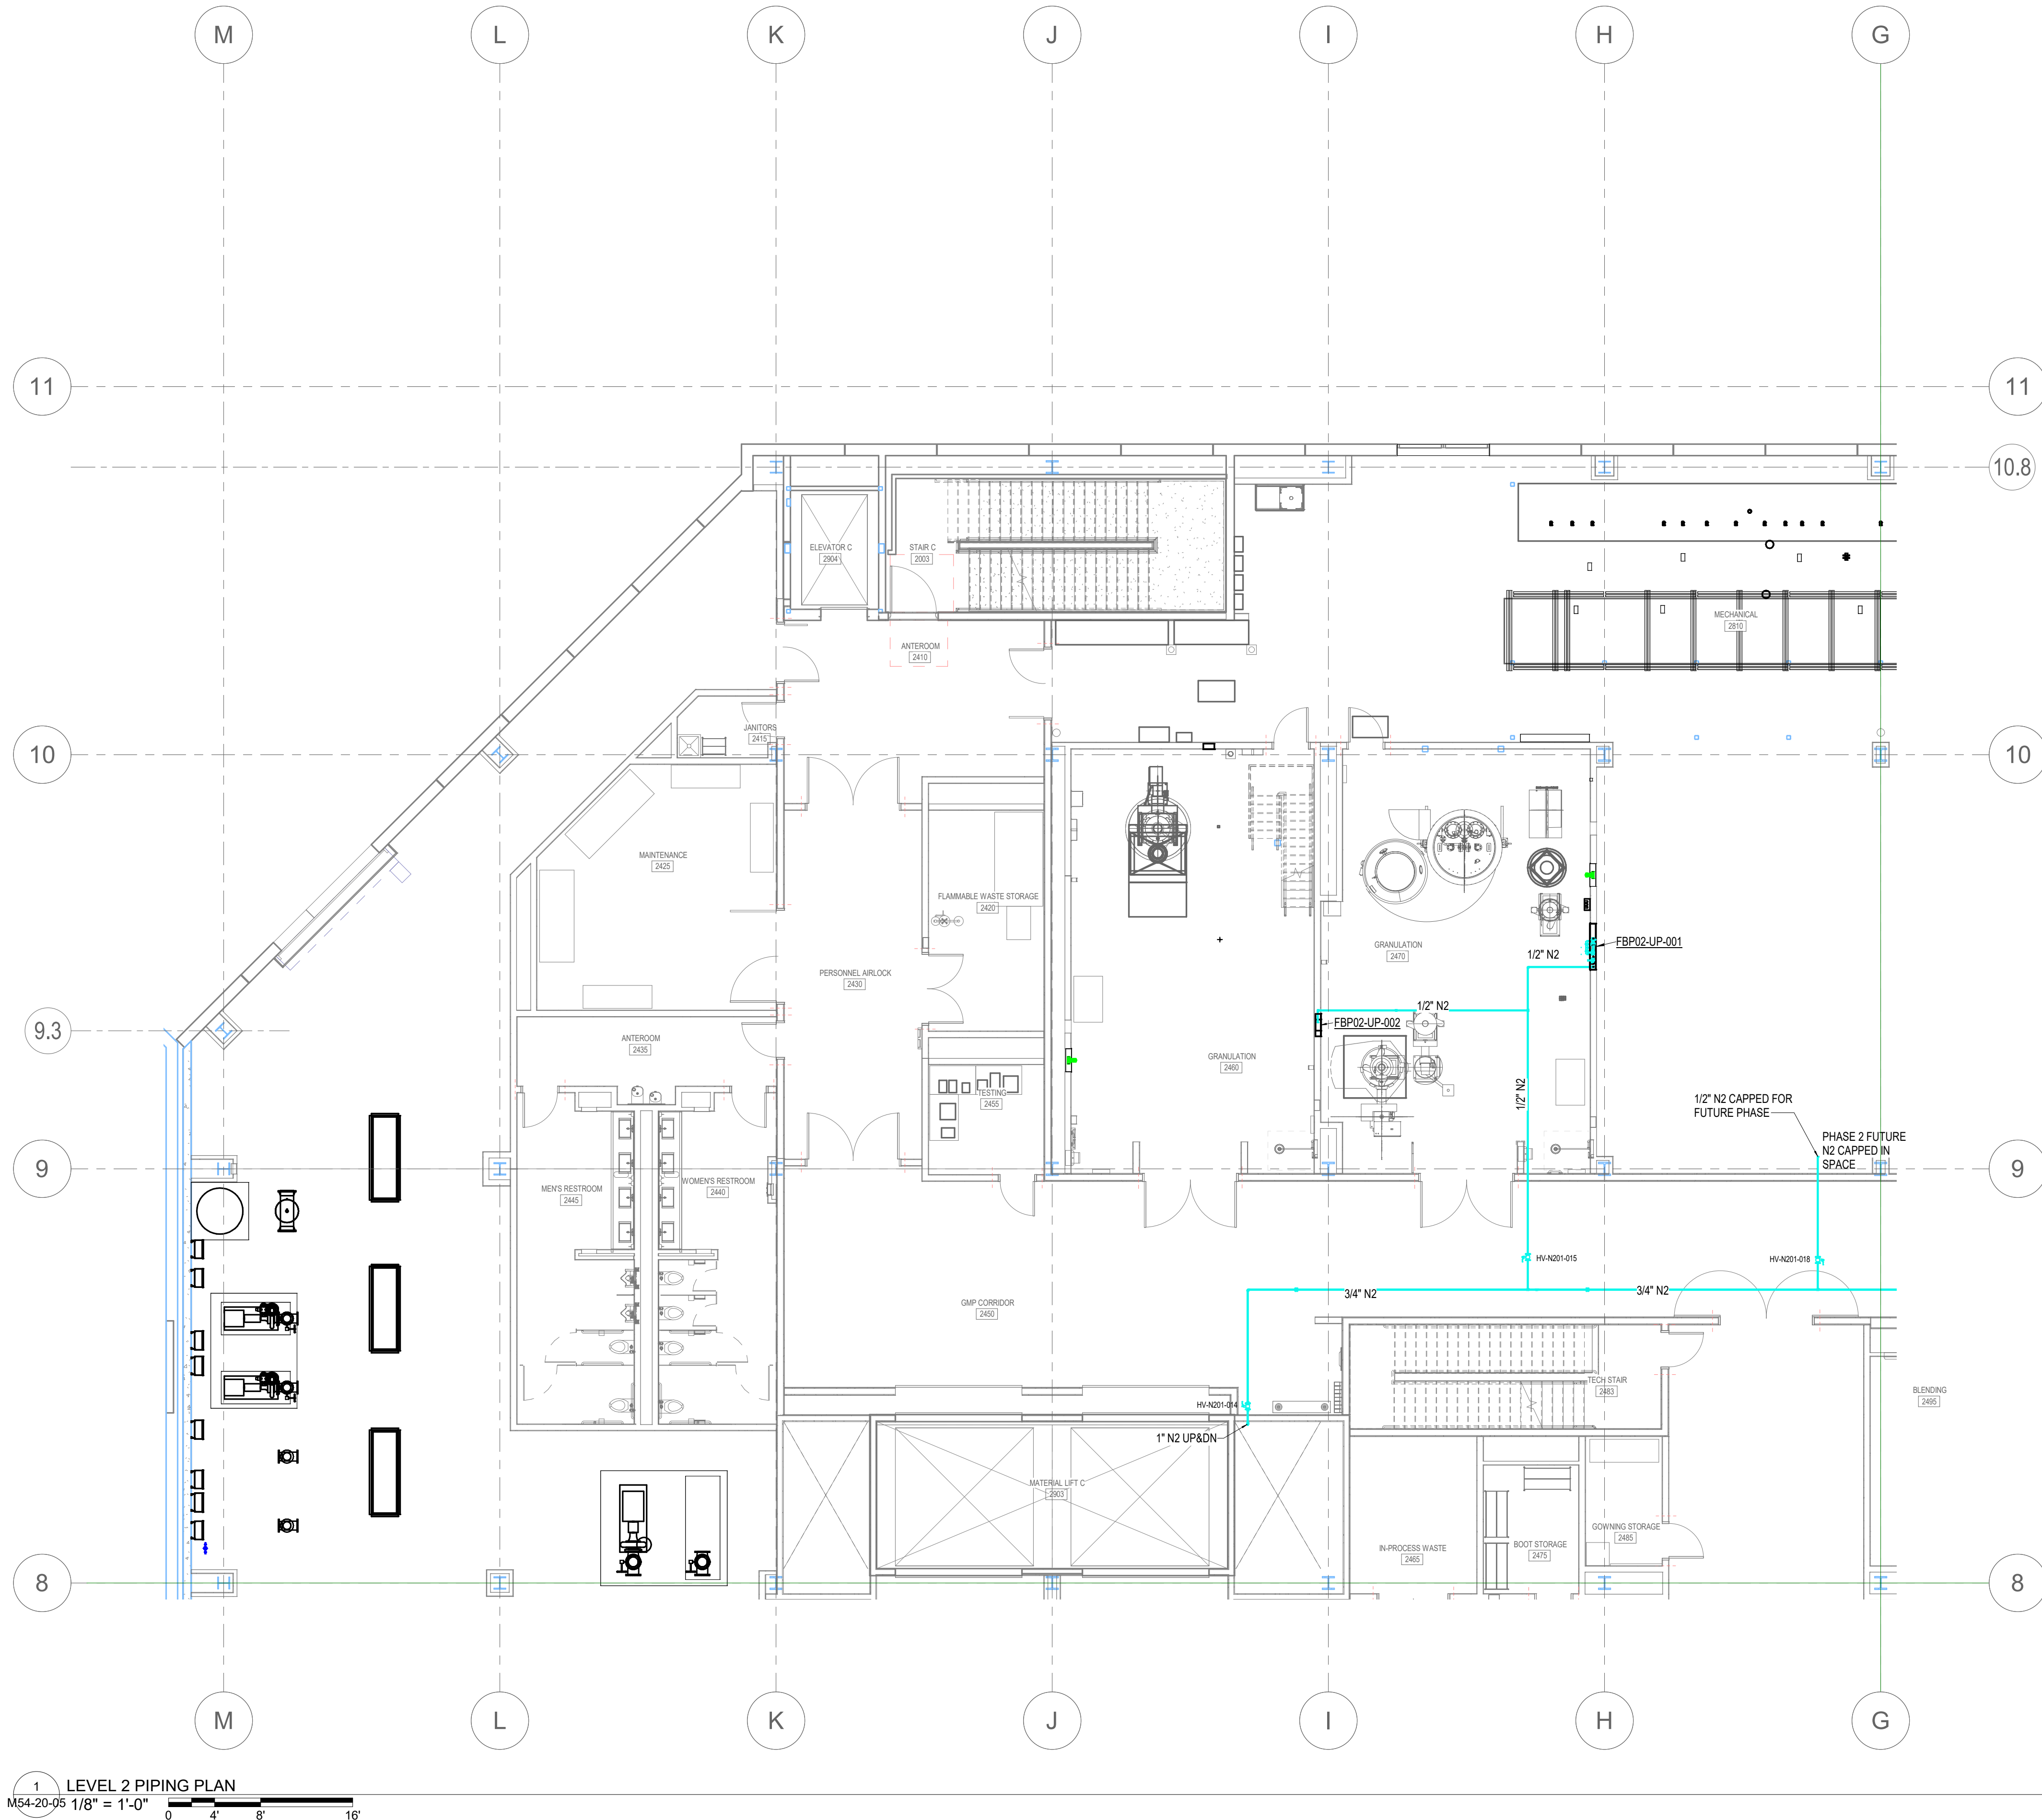 M L K J I H G
11 11
10.8
ELEVATOR C
2904
STAIR C
2003
MECHANICAL
2810
ANTEROOM
2410
JANITORS
2415
10 10
MAINTENANCE
2425
FLAMMABLE WASTE STORAGE
2420
GRANULATION
2470
FBP02-UP-001
1/2" N2
PERSONNEL AIRLOCK
2430
1/2" N2
FBP02-UP-002
9.3
ANTEROOM
2435
GRANULATION
2460
TESTING
2455
1/2" N2
1/2" N2 CAPPED FOR
FUTURE PHASE
PHASE 2 FUTURE
N2 CAPPED IN
SPACE
9 9
MEN'S RESTROOM
2445
WOMEN'S RESTROOM
2440
HV-N201-015
HV-N201-018
3/4" N2
3/4" N2
GMP CORRIDOR
2450
TECH STAIR
2483
BLENDING
2495
HV-N201-014
1" N2 UP&DN
MATERIAL LIFT C
2903
GOWNING STORAGE
2485
IN-PROCESS WASTE
2465
BOOT STORAGE
2475
8 8
M L K J I H G
1
M54-20-05
LEVEL 2 PIPING PLAN
1/8" = 1'-0"
0 4' 8' 16'